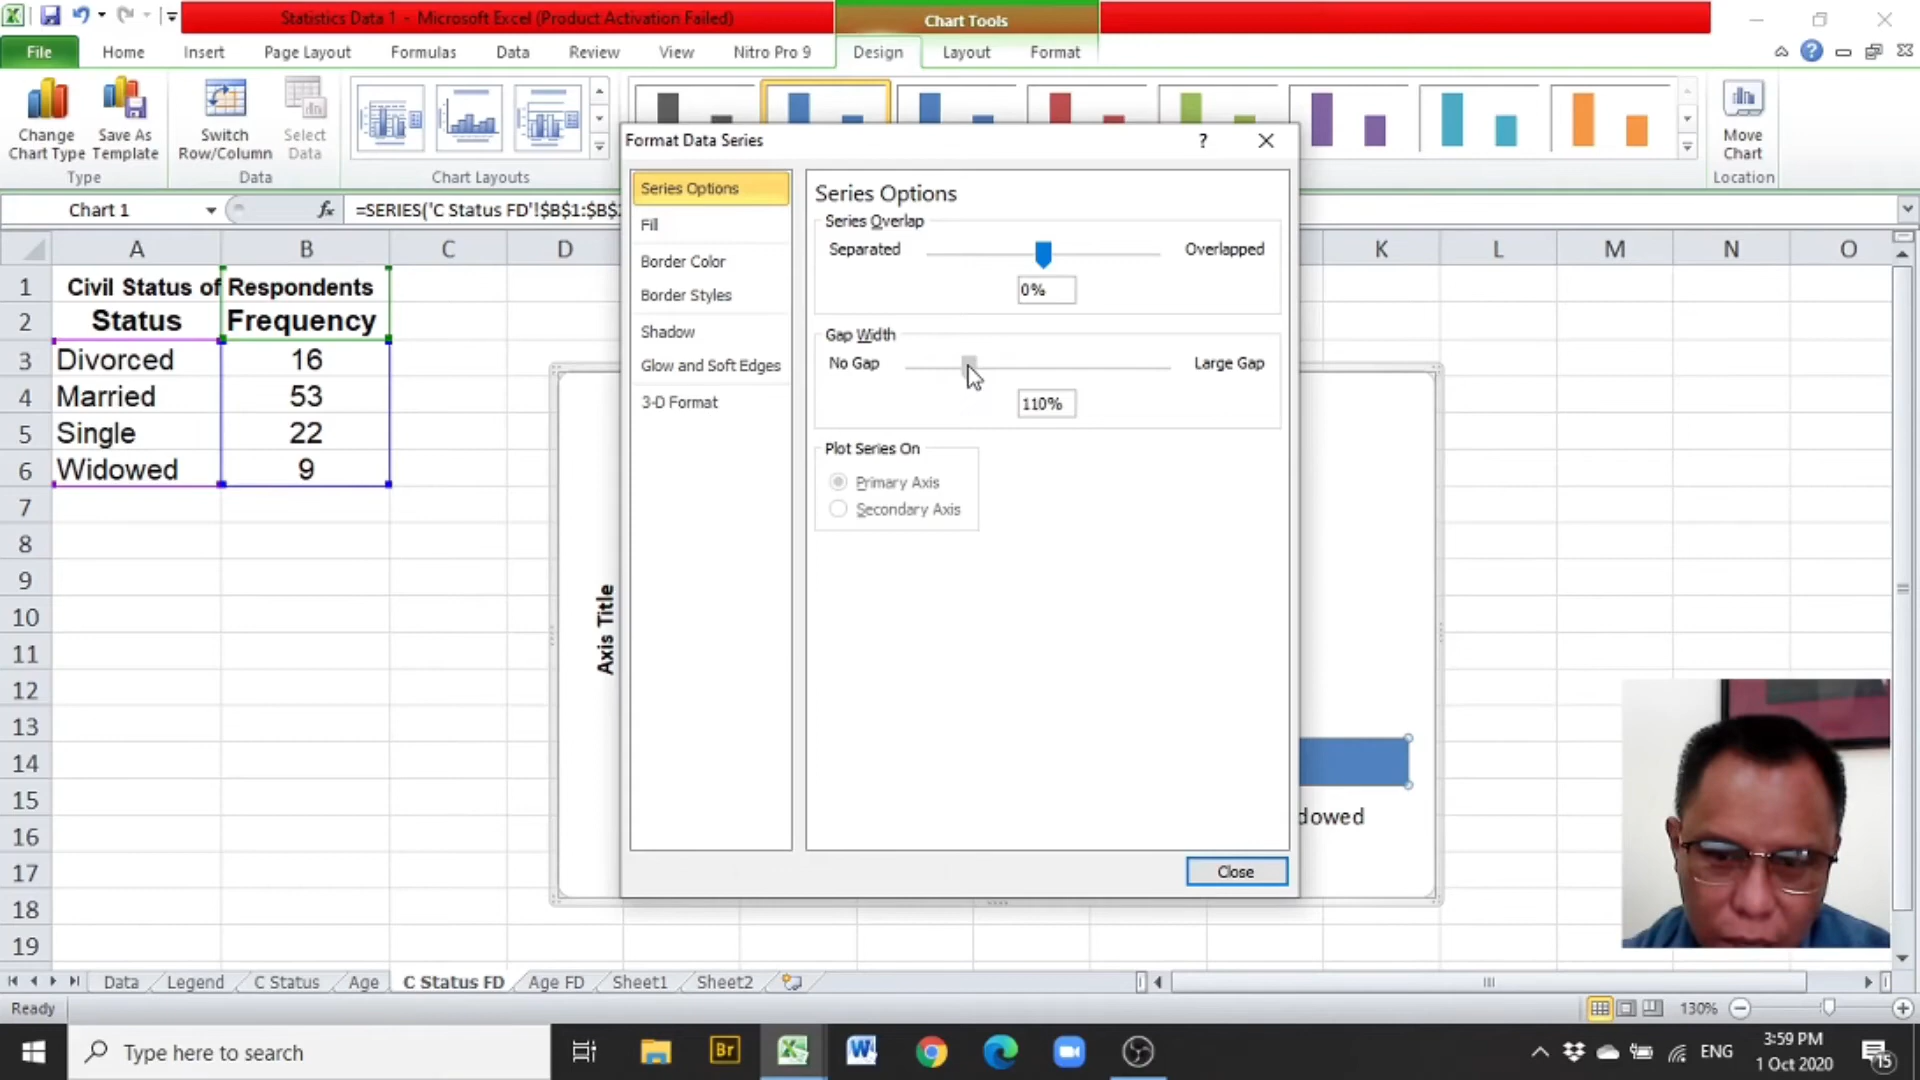 Statistics Data 1 - Microsoft Excel (Product Activation Failed)
Chart Tools
File
Home
Insert
Page Layout
Formulas
Data
Review
View
Nitro Pro 9
Design
Layout
Format
Change
Chart Type
Save As
Template
Switch
Row/Column
Select
Data
Move
Chart
Type
Data
Chart Layouts
Location
Chart 1
fx
=SERIES('C Status FD'!$B$1:$B$
Format Data Series
?
Series Options
Fill
Border Color
Border Styles
Shadow
Glow and Soft Edges
3-D Format
Series Options
Series Overlap
Separated
Overlapped
0%
Gap Width
No Gap
Large Gap
110%
Plot Series On
Primary Axis
Secondary Axis
Close
A B C D K L M N O
1 Civil Status of Respondents
2 Status Frequency
3 Divorced 16
4 Married 53
5 Single 22
6 Widowed 9
7
8
9
10
11
12
13
14
15
16
17
18
19
Axis Title
dowed
Data
Legend
C Status
Age
C Status FD
Age FD
Sheet1
Sheet2
Ready
130%
Type here to search
Br
W
ENG
3:59 PM
1 Oct 2020
15